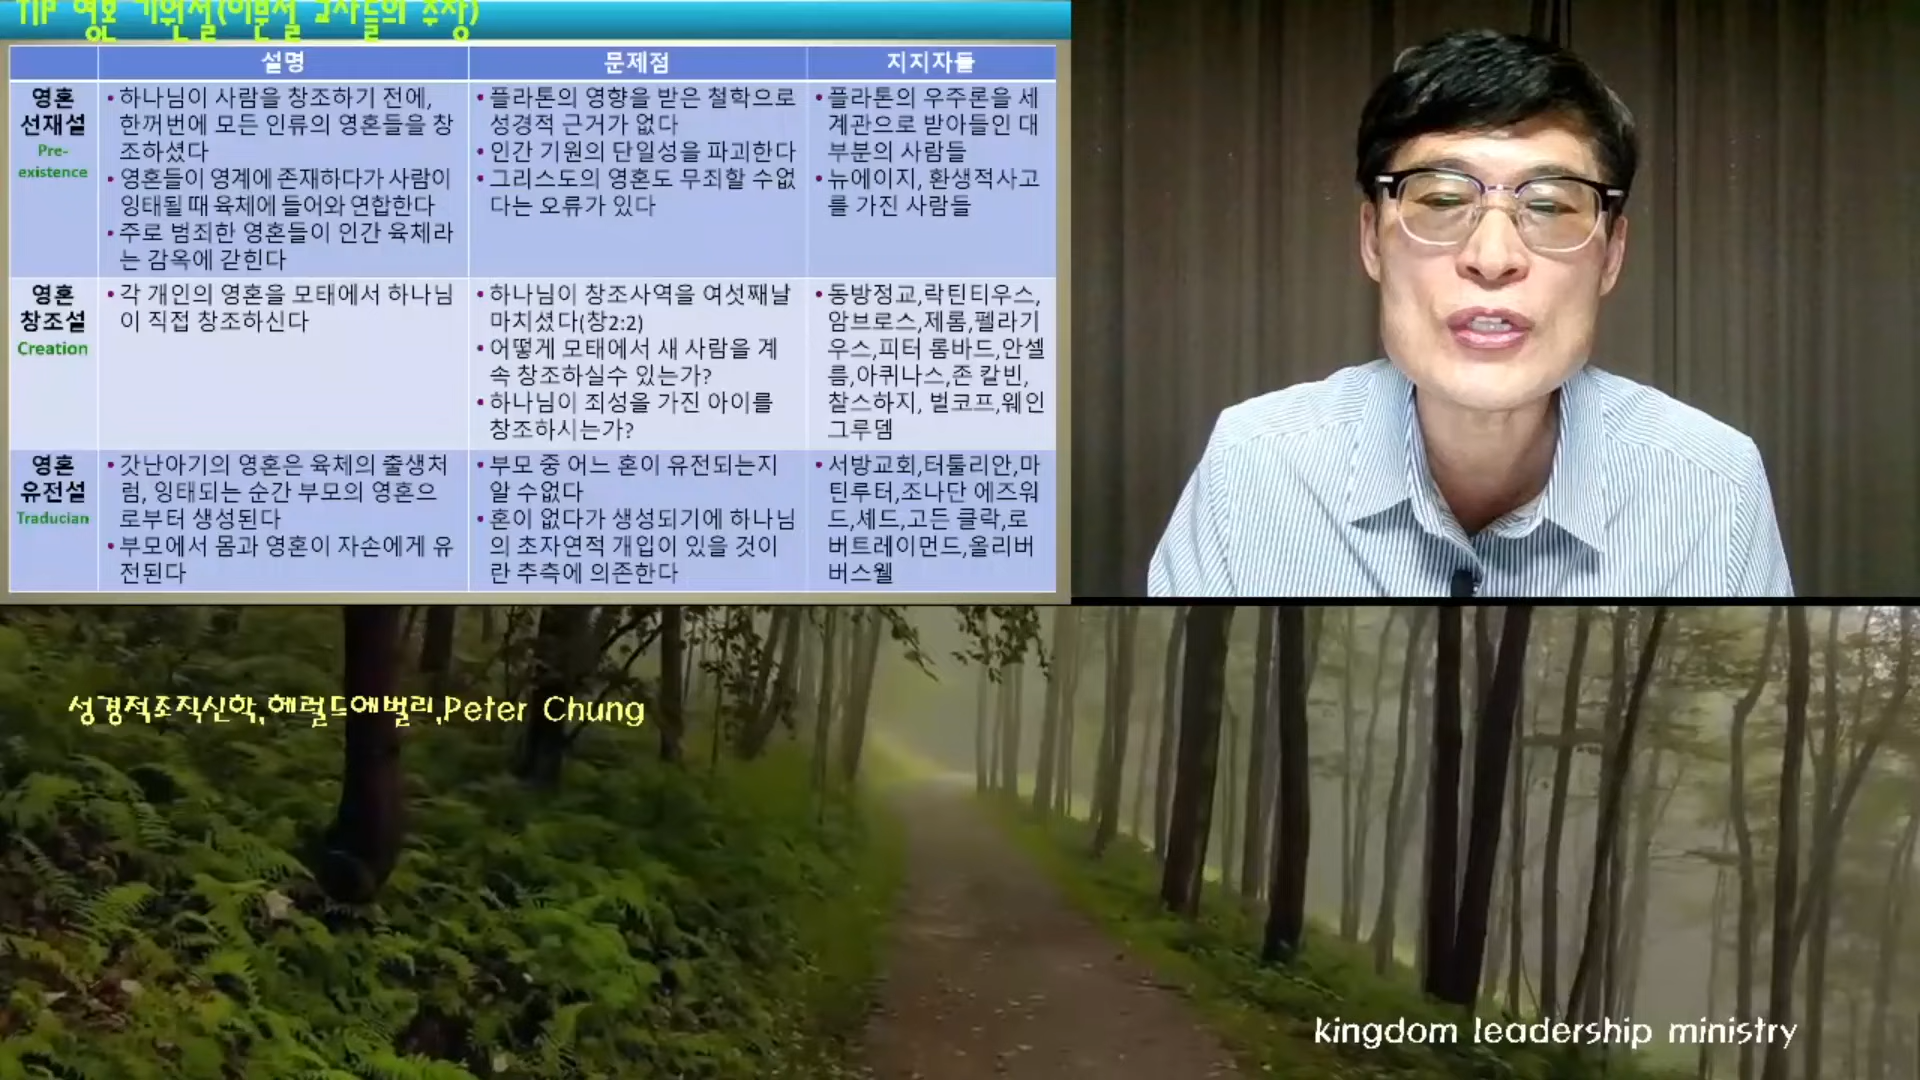 TIP 영혼 기원설(이분설 교사들의 주장)
설명 문제점 지지자들
영혼
선재설
Pre-
existence
• 하나님이 사람을 창조하기 전에,
한꺼번에 모든 인류의 영혼들을 창
조하셨다
• 영혼들이 영계에 존재하다가 사람이
잉태될 때 육체에 들어와 연합한다
• 주로 범죄한 영혼들이 인간 육체라
는 감옥에 갇힌다
• 플라톤의 영향을 받은 철학으로
성경적 근거가 없다
• 인간 기원의 단일성을 파괴한다
• 그리스도의 영혼도 무죄할 수없
다는 오류가 있다
• 플라톤의 우주론을 세
계관으로 받아들인 대
부분의 사람들
• 뉴에이지, 환생적사고
를 가진 사람들
영혼
창조설
Creation
• 각 개인의 영혼을 모태에서 하나님
이 직접 창조하신다
• 하나님이 창조사역을 여섯째날
마치셨다(창2:2)
• 어떻게 모태에서 새 사람을 계
속 창조하실수 있는가?
• 하나님이 죄성을 가진 아이를
창조하시는가?
• 동방정교,락틴티우스,
암브로스,제롬,펠라기
우스,피터 롬바드,안셀
름,아퀴나스,존 칼빈,
찰스하지, 벌코프,웨인
그루뎀
영혼
유전설
Traducian
• 갓난아기의 영혼은 육체의 출생처
럼, 잉태되는 순간 부모의 영혼으
로부터 생성된다
• 부모에서 몸과 영혼이 자손에게 유
전된다
• 부모 중 어느 혼이 유전되는지
알 수없다
• 혼이 없다가 생성되기에 하나님
의 초자연적 개입이 있을 것이
란 추측에 의존한다
• 서방교회,터툴리안,마
틴루터,조나단 에즈워
드,셰드,고든 클락,로
버트레이먼드,올리버
버스웰
성경적조직신학,해럴드에벌리,Peter Chung
kingdom leadership ministry